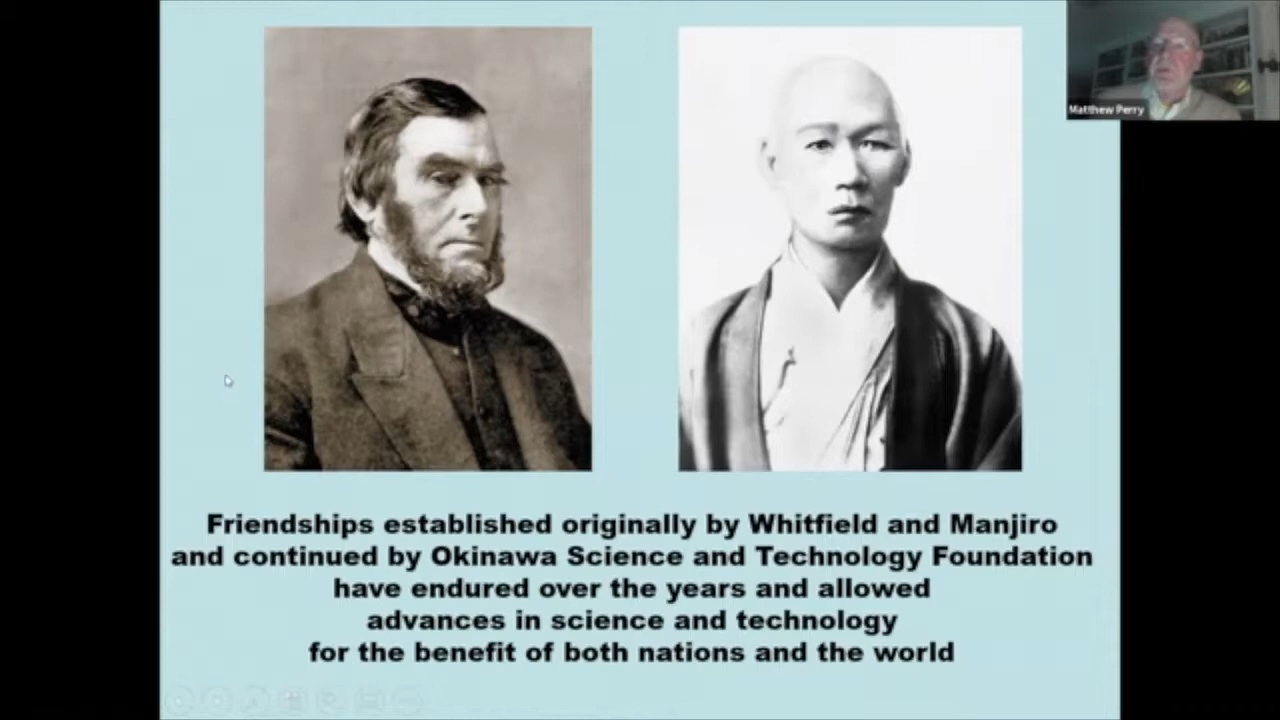 Matthew Perry
Friendships established originally by Whitfield and Manjiro
and continued by Okinawa Science and Technology Foundation
have endured over the years and allowed
advances in science and technology
for the benefit of both nations and the world